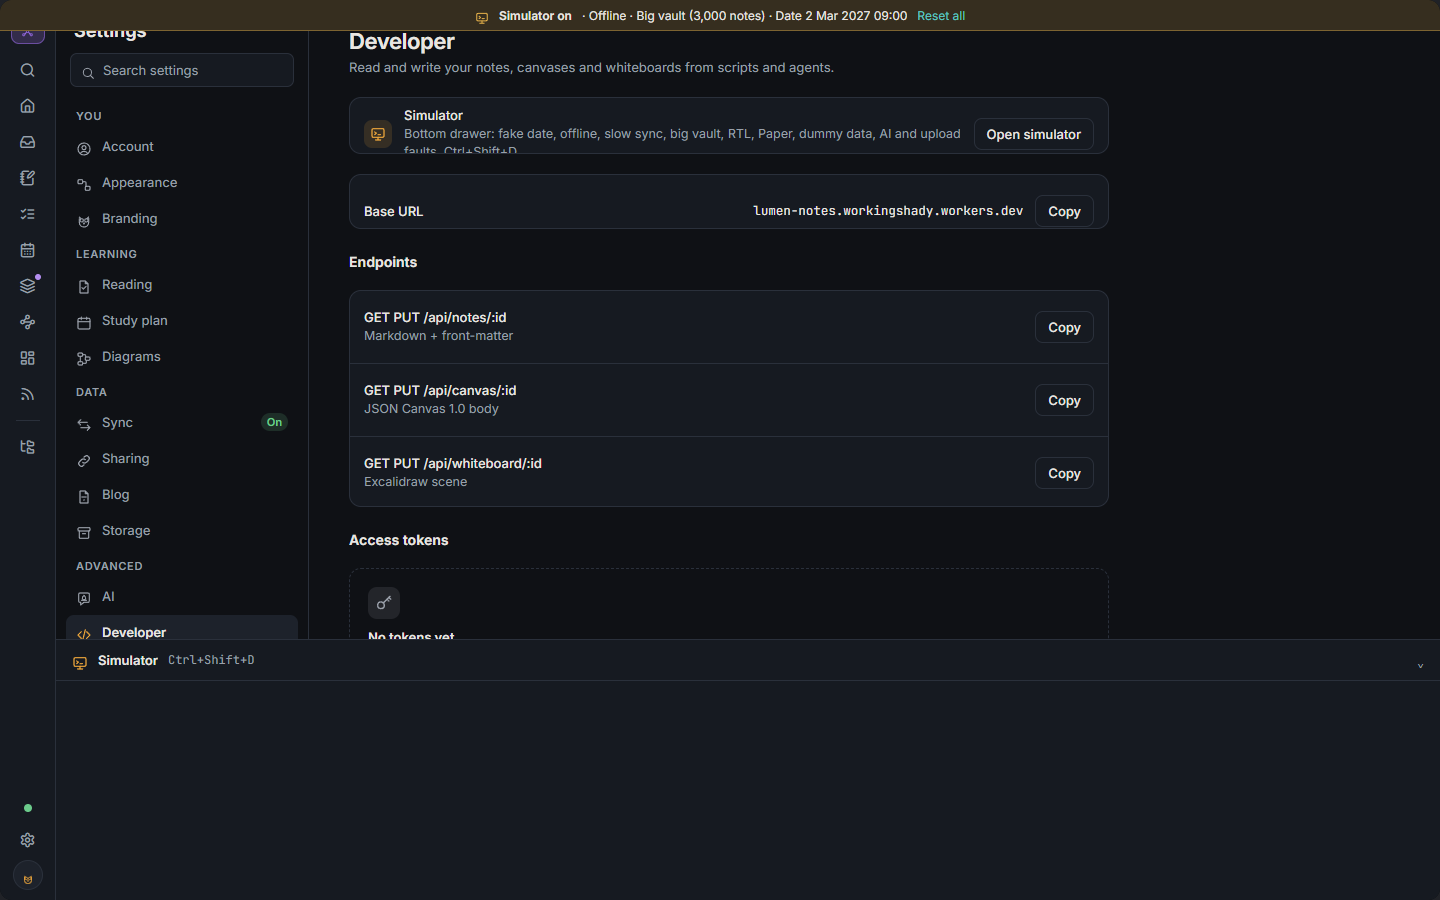 Simulator on · Offline · Big vault (3,000 notes) · Date 2 Mar 2027 09:00 Reset all
Settings
Search settings
YOU
Account
Appearance
Branding
LEARNING
Reading
Study plan
Diagrams
DATA
Sync On
Sharing
Blog
Storage
ADVANCED
AI
Developer
Developer
Read and write your notes, canvases and whiteboards from scripts and agents.
Simulator
Bottom drawer: fake date, offline, slow sync, big vault, RTL, Paper, dummy data, AI and upload
faults. Ctrl+Shift+D
Open simulator
Base URL lumen-notes.workingshady.workers.dev Copy
Endpoints
GET PUT /api/notes/:id
Markdown + front-matter
Copy
GET PUT /api/canvas/:id
JSON Canvas 1.0 body
Copy
GET PUT /api/whiteboard/:id
Excalidraw scene
Copy
Access tokens
No tokens yet
Simulator Ctrl+Shift+D